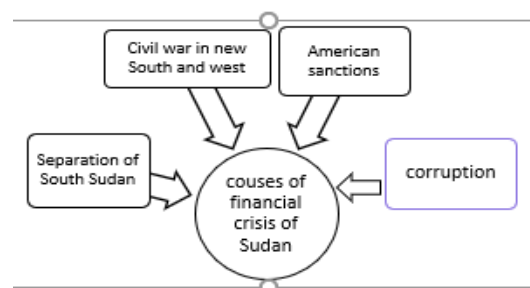 Civil war in new
South and west
American
sanctions
Separation of
South Sudan
couses of
financial
crisis of
Sudan
corruption